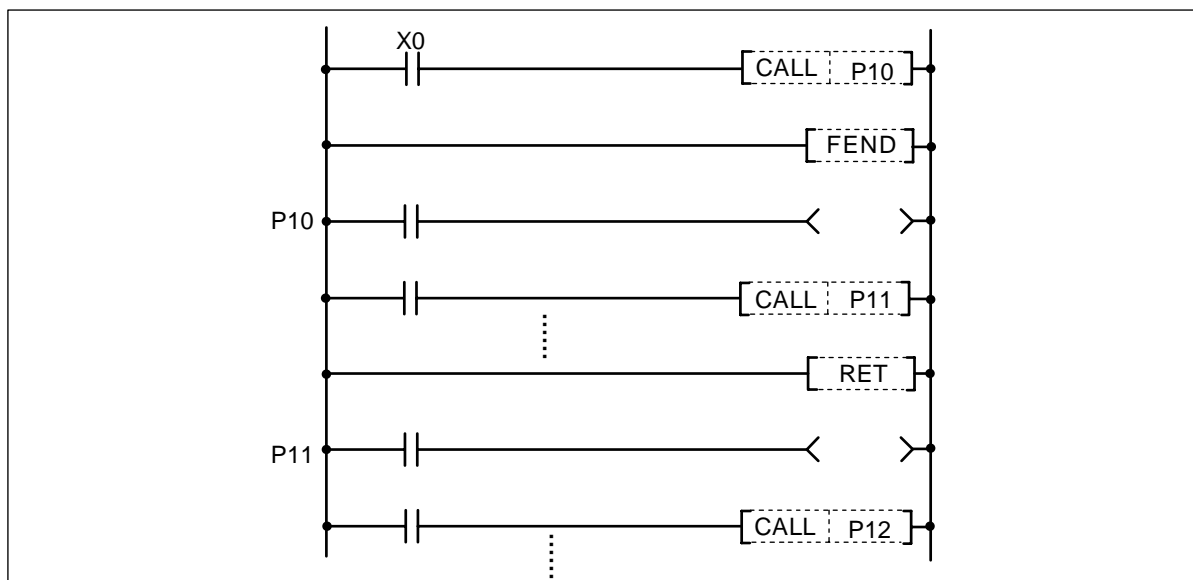 X0
CALL P10
FEND
P10
CALL P11
RET
P11
CALL P12